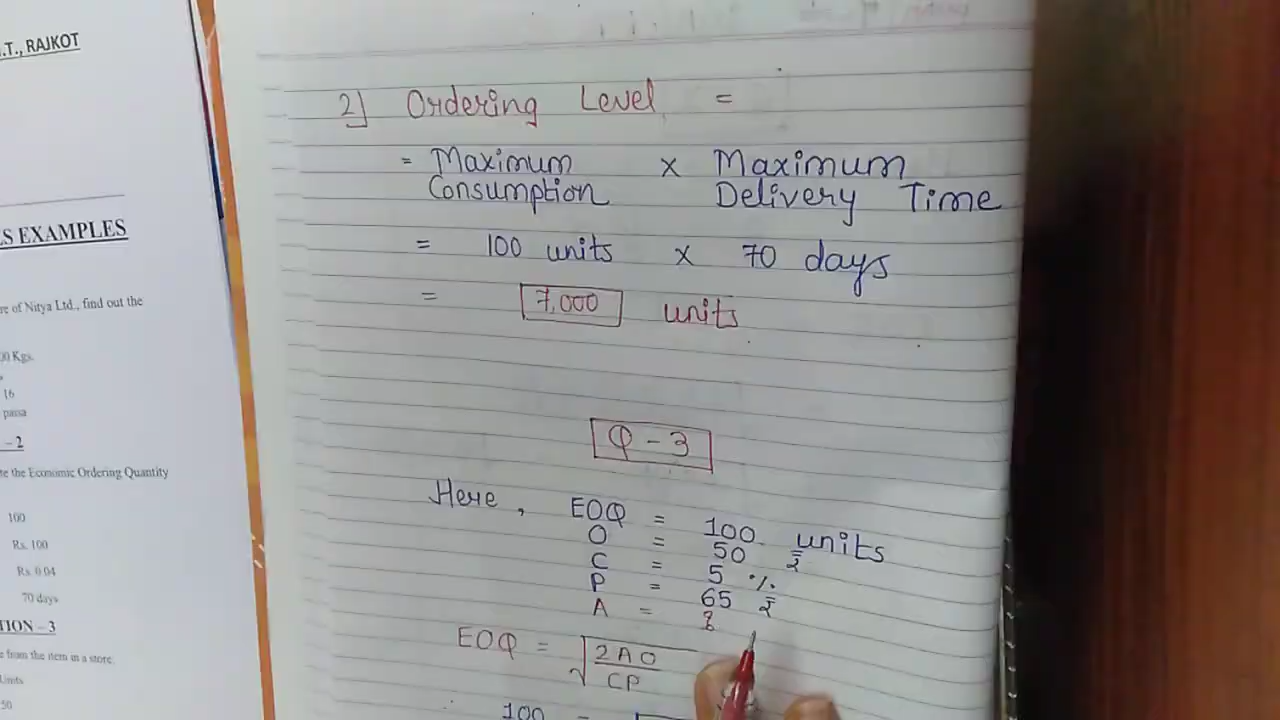 .T., RAJKOT
ES EXAMPLES
re of Nitya Ltd., find out the
00 Kgs.
16
paisa
– 2
te the Economic Ordering Quantity
100
Rs. 100
Rs. 0.04
70 days
TION – 3
e from the item in a store.
Units
50
2] Ordering Level =
= Maximum × Maximum
Consumption Delivery Time
= 100 units × 70 days
= 7,000 units
Q - 3
Here, EOQ = 100 units
O = 50 ₹
C = 5 %
P = 65 ₹
A = ?
EOQ = √ 2AO
CP
100 =